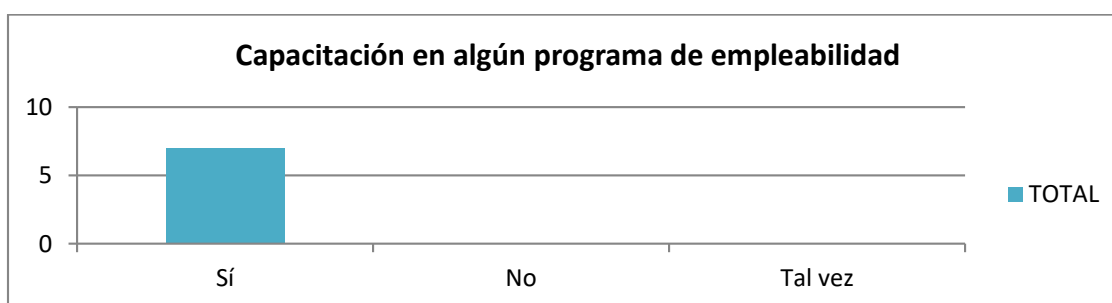 Capacitación en algún programa de empleabilidad
10
5
0
Sí
No
Tal vez
TOTAL